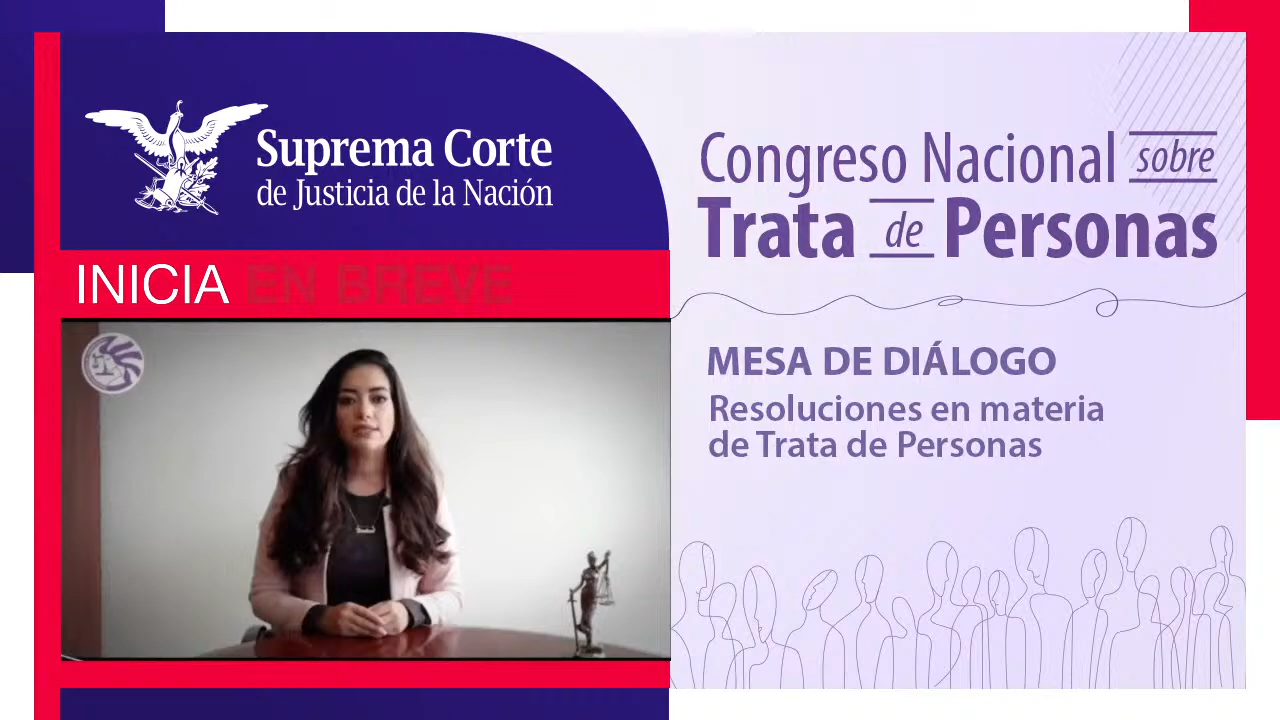 Suprema Corte
de Justicia de la Nación
INICIA EN BREVE
Congreso Nacional sobre
Trata de Personas
MESA DE DIÁLOGO
Resoluciones en materia
de Trata de Personas